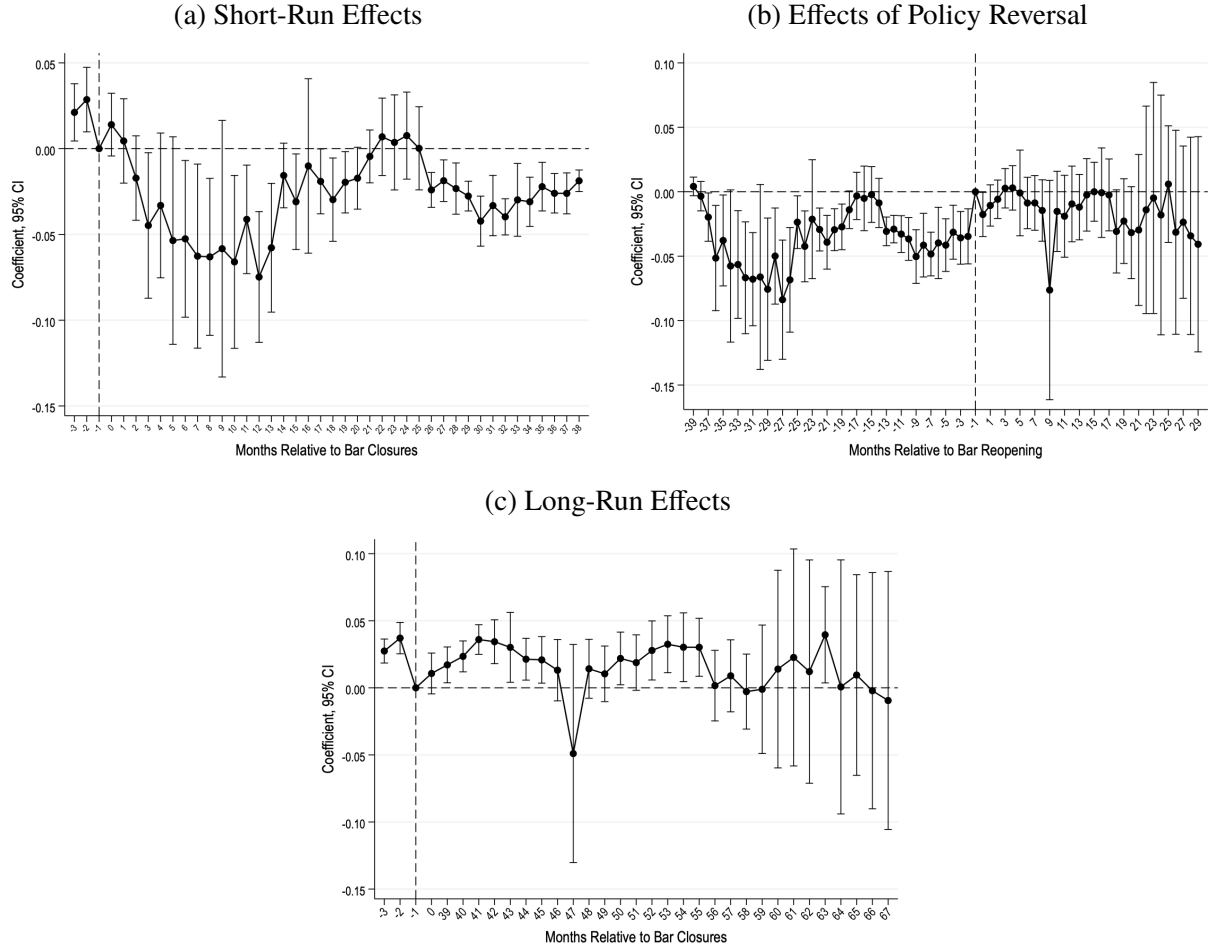 (a) Short-Run Effects
0.05
0.00
-0.05
-0.10
-0.15
Coefficient, 95% CI
-3 -2 -1 0 1 2 3 4 5 6 7 8 9 10 11 12 13 14 15 16 17 18 19 20 21 22 23 24 25 26 27 28 29 30 31 32 33 34 35 36 37 38
Months Relative to Bar Closures
(b) Effects of Policy Reversal
0.10
0.05
0.00
-0.05
-0.10
-0.15
Coefficient, 95% CI
-39 -37 -35 -33 -31 -29 -27 -25 -23 -21 -19 -17 -15 -13 -11 -9 -7 -5 -3 -1 1 3 5 7 9 11 13 15 17 19 21 23 25 27 29
Months Relative to Bar Reopening
(c) Long-Run Effects
0.10
0.05
0.00
-0.05
-0.10
-0.15
Coefficient, 95% CI
-3 -2 -1 0 39 40 41 42 43 44 45 46 47 48 49 50 51 52 53 54 55 56 57 58 59 60 61 62 63 64 65 66 67
Months Relative to Bar Closures